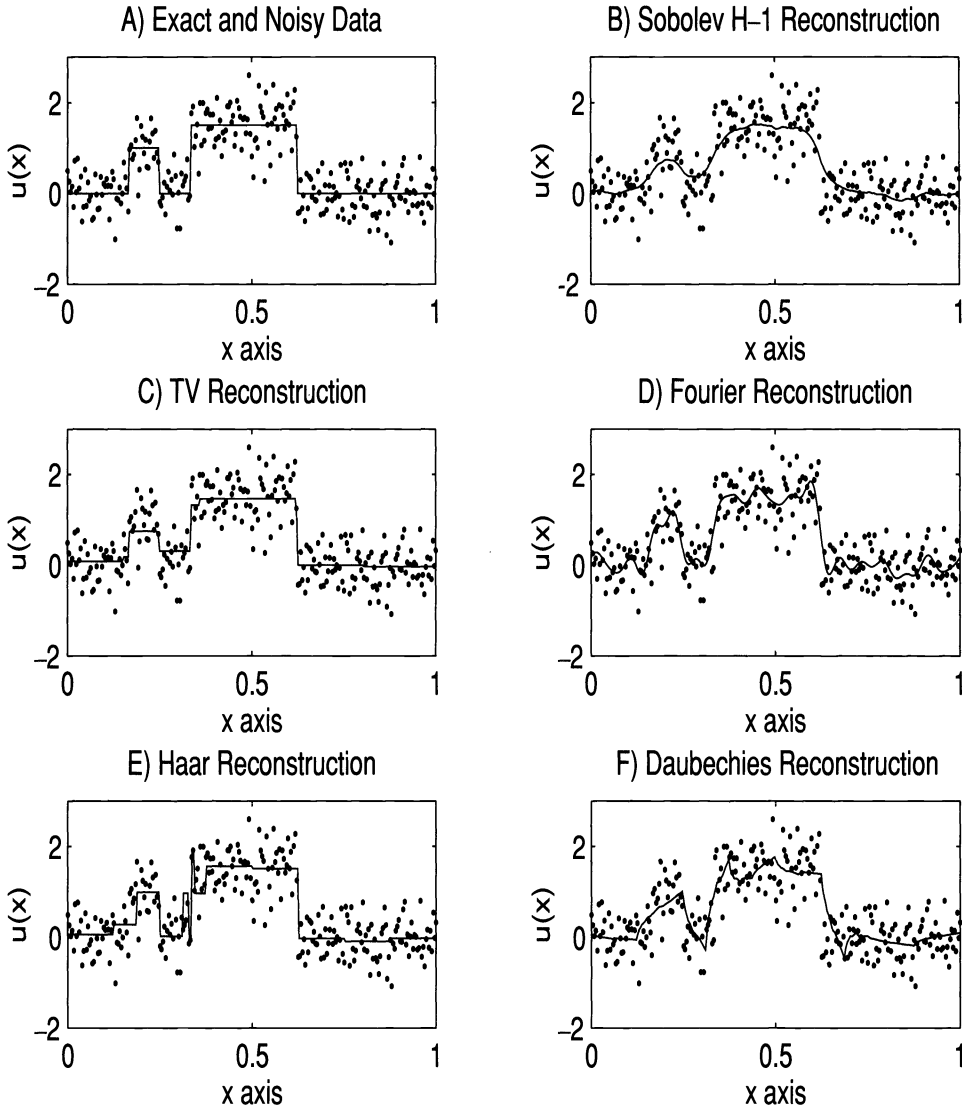 A) Exact and Noisy Data
2
0
−2
u(x)
0 0.5 1
x axis
B) Sobolev H−1 Reconstruction
2
0
-2
u(x)
0 0.5 1
x axis
C) TV Reconstruction
2
0
−2
u(x)
0 0.5 1
x axis
D) Fourier Reconstruction
2
0
−2
u(x)
0 0.5 1
x axis
E) Haar Reconstruction
2
0
−2
u(x)
0 0.5 1
x axis
F) Daubechies Reconstruction
2
0
−2
u(x)
0 0.5 1
x axis